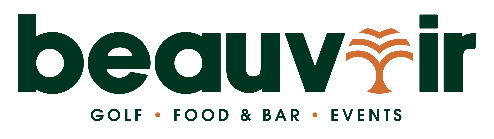 beauvoir
GOLF • FOOD & BAR • EVENTS